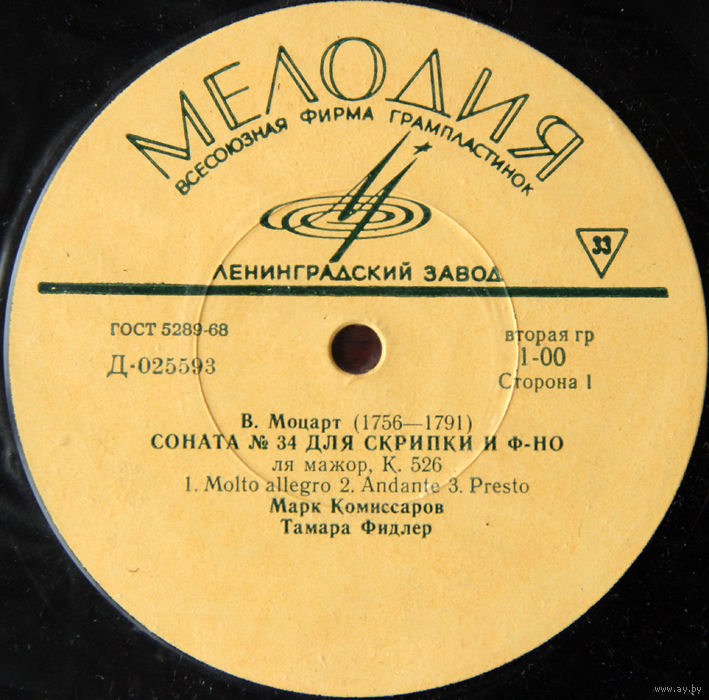 МЕЛОДИЯ
ВСЕСОЮЗНАЯ ФИРМА ГРАМПЛАСТИНОК
33
ЛЕНИНГРАДСКИЙ ЗАВОД
ГОСТ 5289-68
вторая гр
Д-025593
1-00
Сторона 1
В. Моцарт (1756—1791)
СОНАТА № 34 ДЛЯ СКРИПКИ И Ф-НО
ля мажор, К. 526
1. Molto allegro 2. Andante 3. Presto
Марк Комиссаров
Тамара Фидлер
www.ay.by